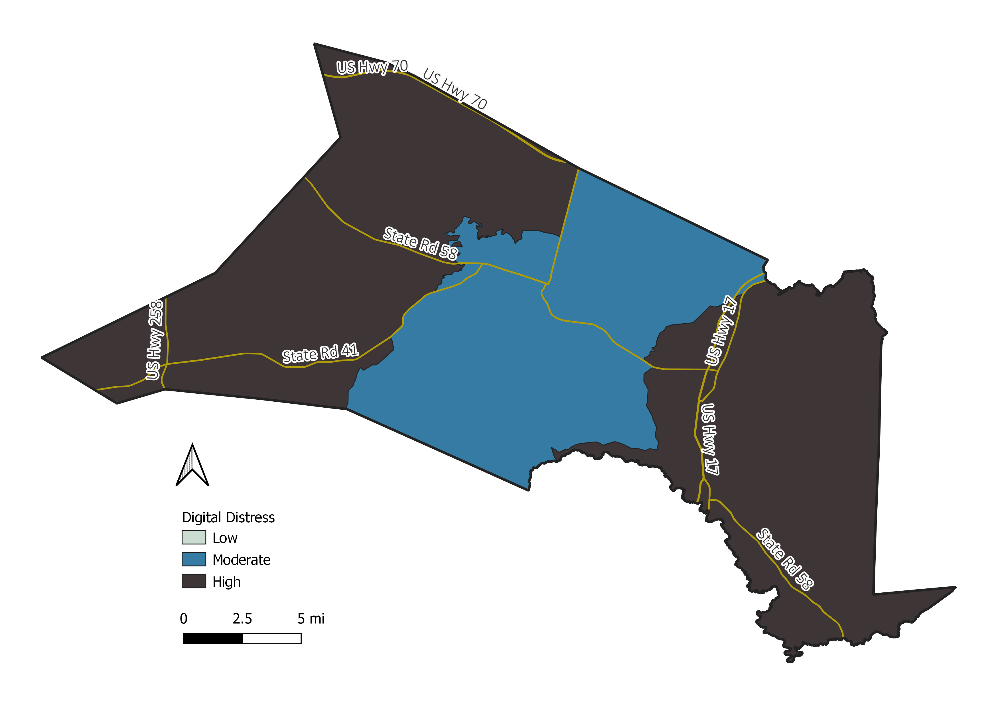 US Hwy 70
US Hwy 70
State Rd 58
US Hwy 258
State Rd 41
US Hwy 17
US Hwy 17
State Rd 58
Digital Distress
Low
Moderate
High
0 2.5 5 mi